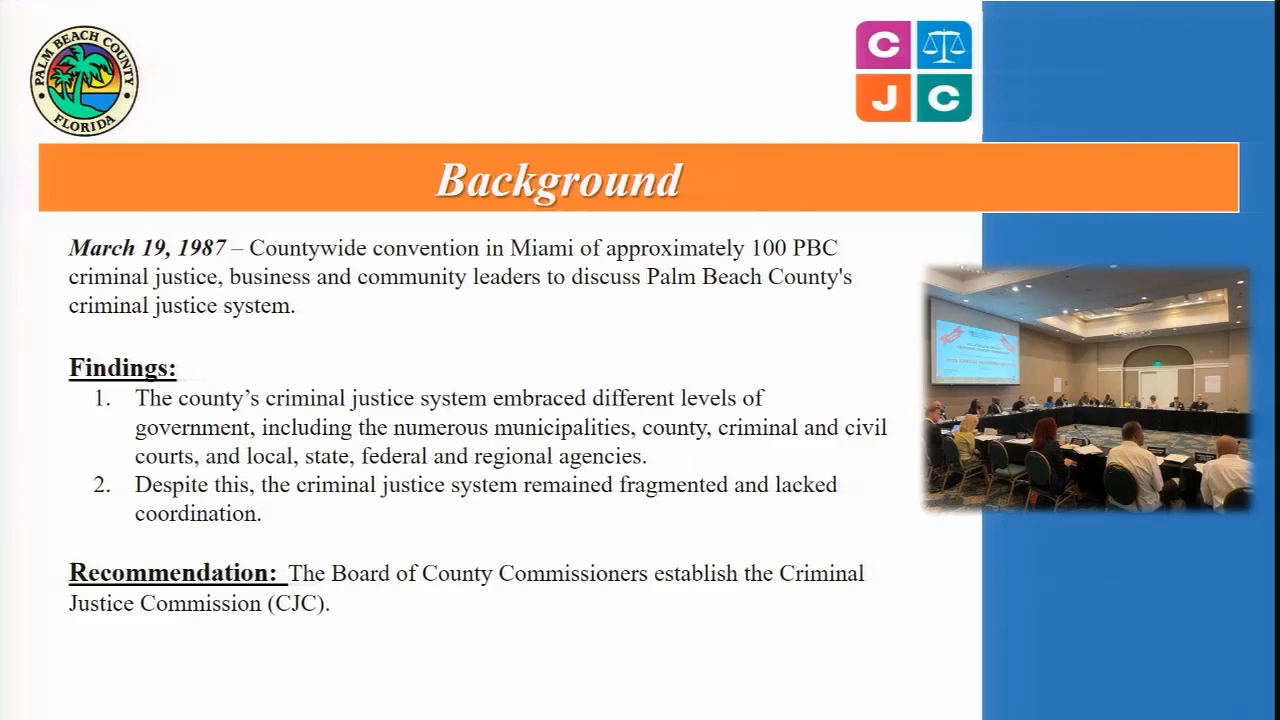 PALM BEACH COUNTY
FLORIDA
C
J C
Background
March 19, 1987 – Countywide convention in Miami of approximately 100 PBC
criminal justice, business and community leaders to discuss Palm Beach County's
criminal justice system.
Findings:
1. The county’s criminal justice system embraced different levels of
government, including the numerous municipalities, county, criminal and civil
courts, and local, state, federal and regional agencies.
2. Despite this, the criminal justice system remained fragmented and lacked
coordination.
Recommendation: The Board of County Commissioners establish the Criminal
Justice Commission (CJC).